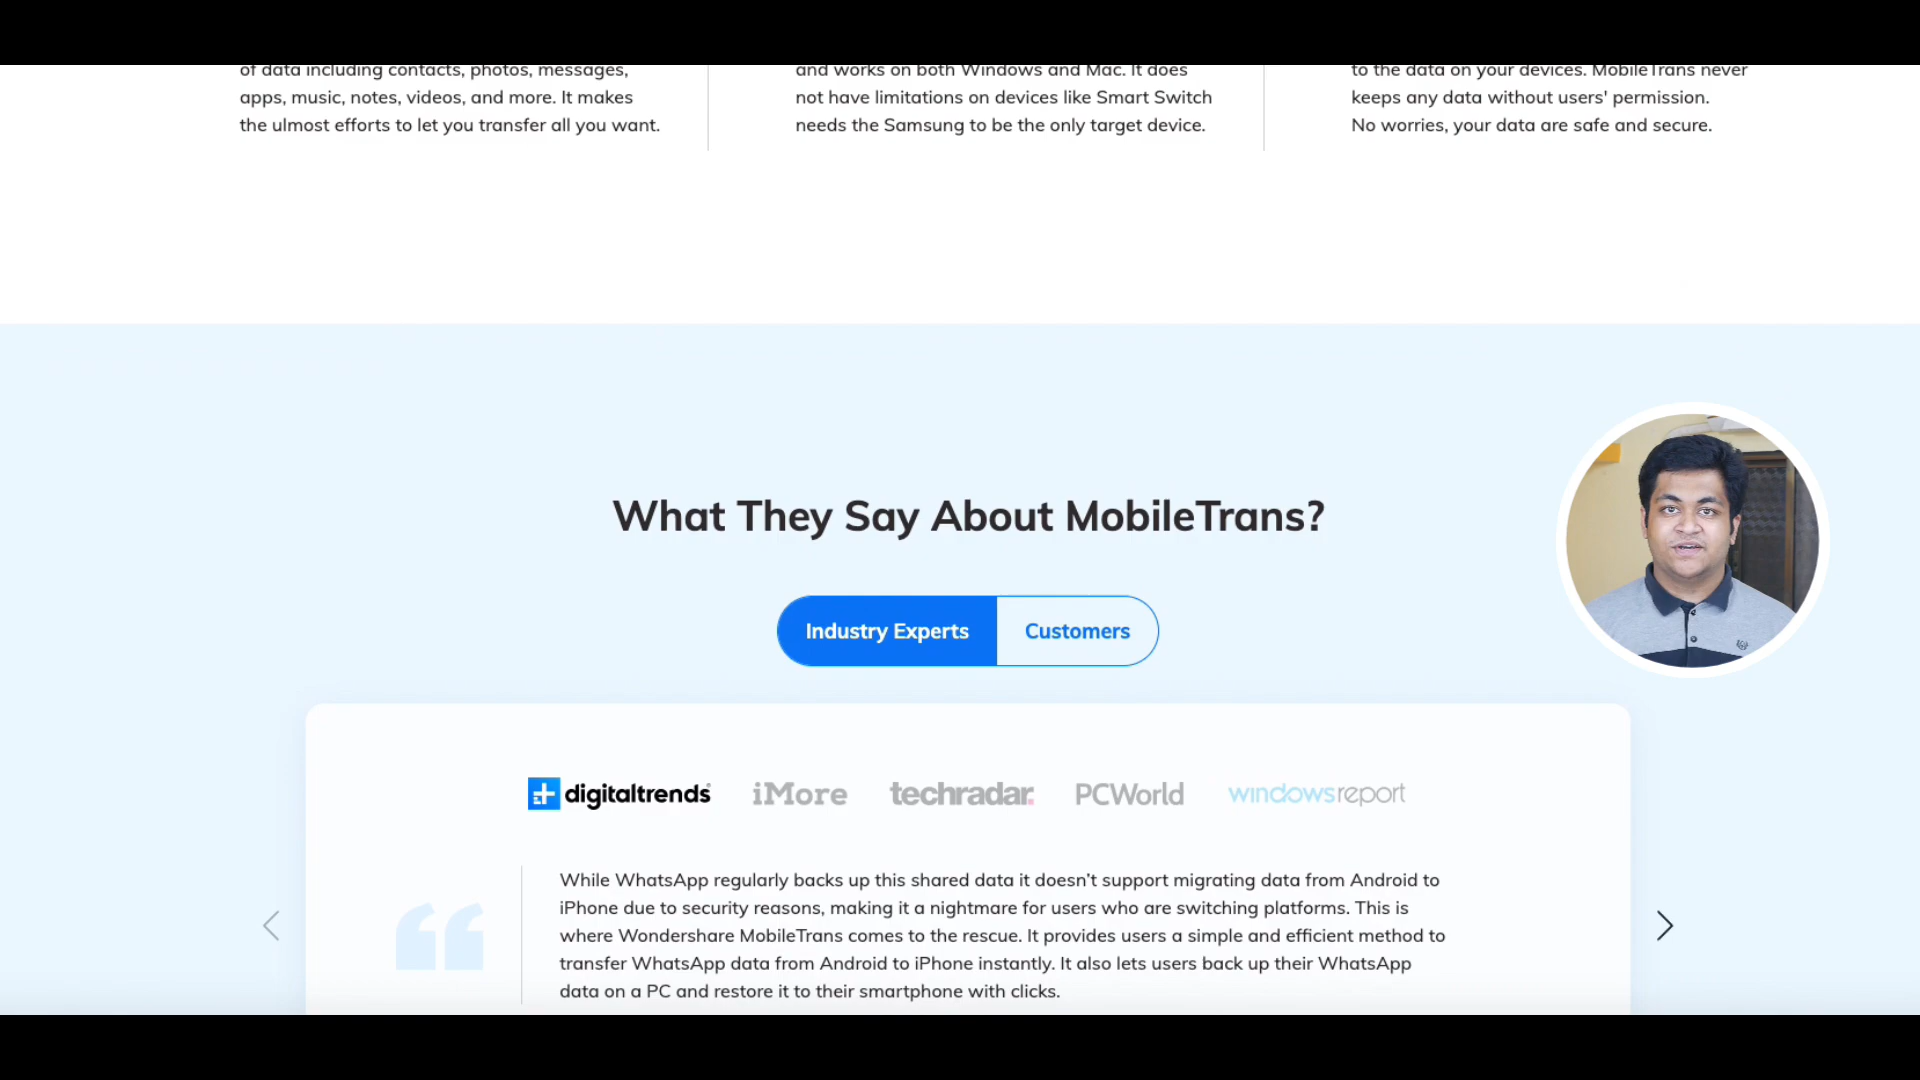 of data including contacts, photos, messages,
apps, music, notes, videos, and more. It makes
the ulmost efforts to let you transfer all you want.
and works on both Windows and Mac. It does
not have limitations on devices like Smart Switch
needs the Samsung to be the only target device.
to the data on your devices. MobileTrans never
keeps any data without users' permission.
No worries, your data are safe and secure.
What They Say About MobileTrans?
Industry Experts
Customers
digitaltrends
iMore
techradar.
PCWorld
windowsreport
While WhatsApp regularly backs up this shared data it doesn't support migrating data from Android to
iPhone due to security reasons, making it a nightmare for users who are switching platforms. This is
where Wondershare MobileTrans comes to the rescue. It provides users a simple and efficient method to
transfer WhatsApp data from Android to iPhone instantly. It also lets users back up their WhatsApp
data on a PC and restore it to their smartphone with clicks.